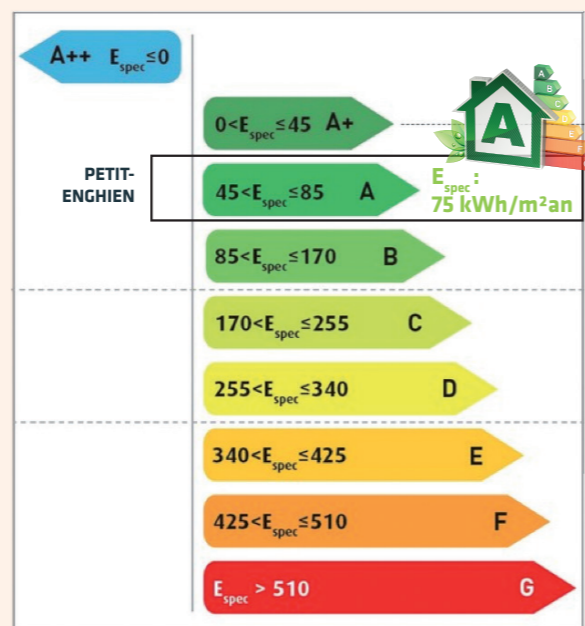 A++ Espec≤0
0<Espec≤45 A+
PETIT-
ENGHIEN
45<Espec≤85 A
A
A
B
C
D
E
F
Espec :
75 kWh/m²an
85<Espec≤170 B
170<Espec≤255 C
255<Espec≤340 D
340<Espec≤425 E
425<Espec≤510 F
Espec > 510 G